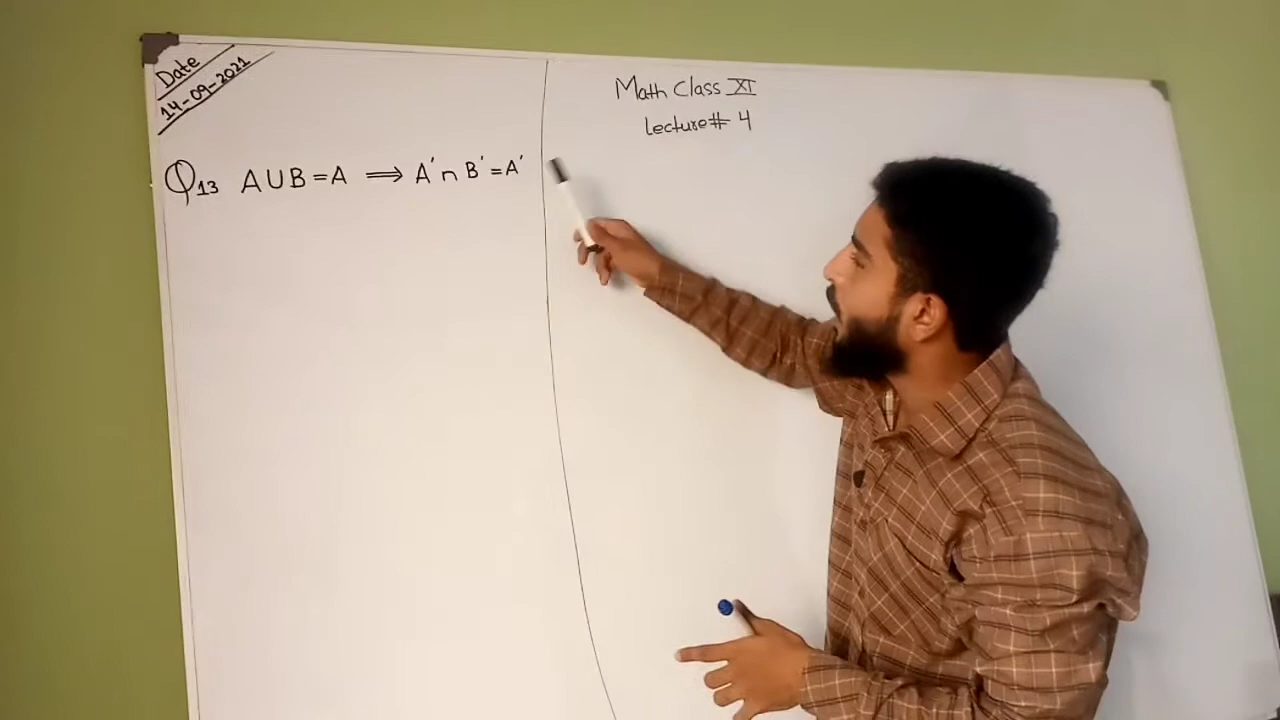 Date
14-09-2021
Math Class XI
Lecture# 4
Q13 A∪B=A ⟹ A'∩B'=A'